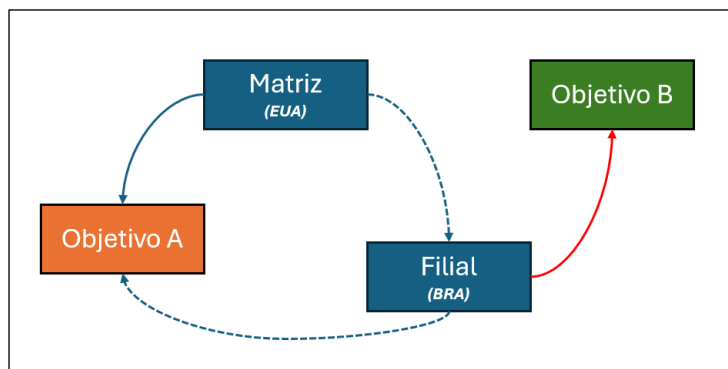 Matriz
(EUA)
Objetivo B
Objetivo A
Filial
(BRA)